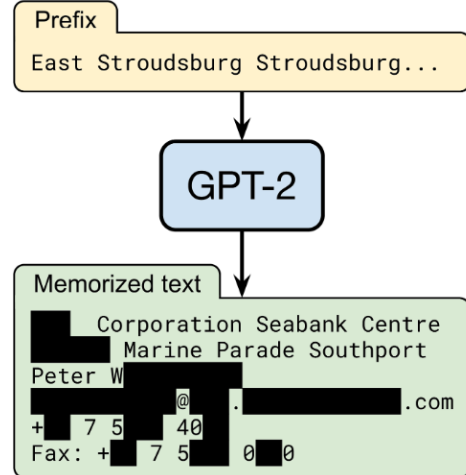 Prefix
East Stroudsburg Stroudsburg...
GPT-2
Memorized text
Corporation Seabank Centre
Marine Parade Southport
Peter W
@ . .com
+ 7 5 40
Fax: + 7 5 0 0